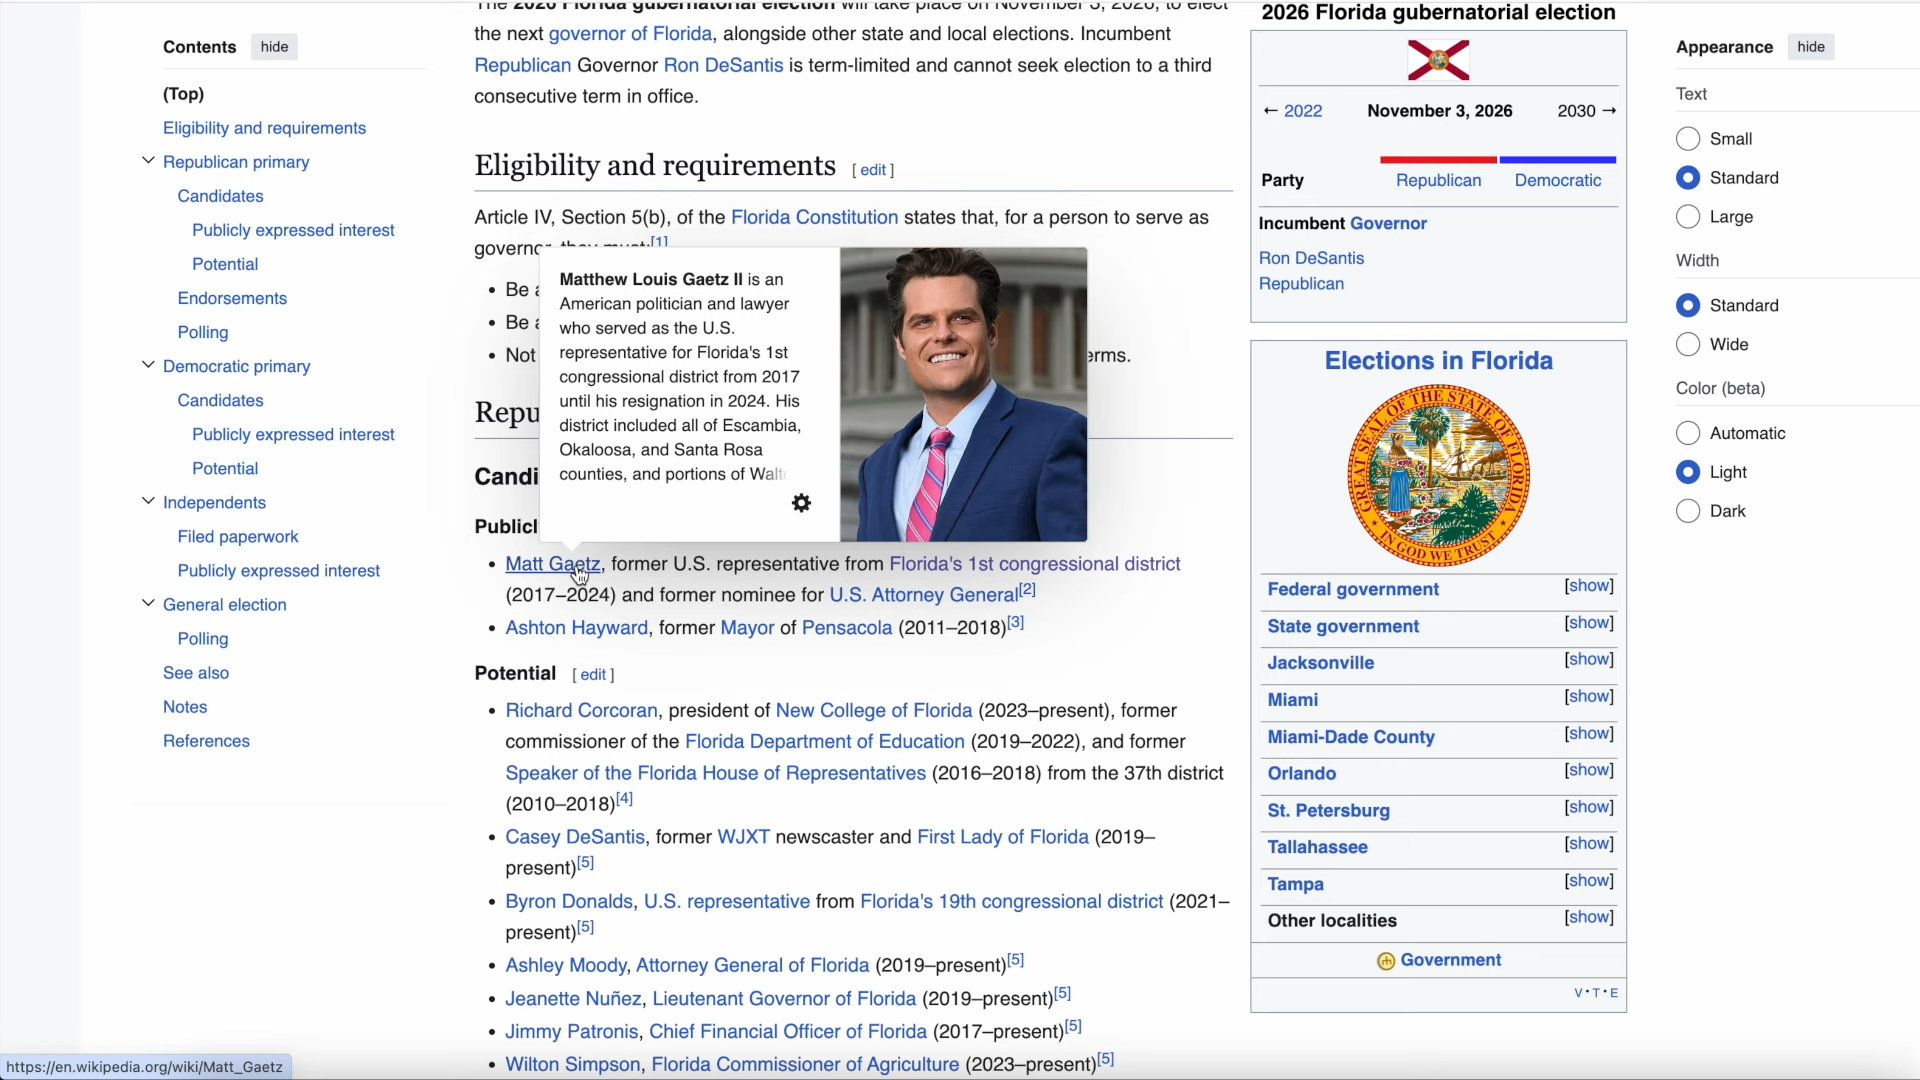 The 2026 Florida gubernatorial election will take place on November 3, 2026, to elect
the next governor of Florida, alongside other state and local elections. Incumbent
Republican Governor Ron DeSantis is term-limited and cannot seek election to a third
consecutive term in office.
Contents hide
(Top)
Eligibility and requirements
Republican primary
Candidates
Publicly expressed interest
Potential
Endorsements
Polling
Democratic primary
Candidates
Publicly expressed interest
Potential
Independents
Filed paperwork
Publicly expressed interest
General election
Polling
See also
Notes
References
Eligibility and requirements [ edit ]
Article IV, Section 5(b), of the Florida Constitution states that, for a person to serve as
governor, they must:[1]
• Be
• Be
• Not
erms.
Matthew Louis Gaetz II is an
American politician and lawyer
who served as the U.S.
representative for Florida's 1st
congressional district from 2017
until his resignation in 2024. His
district included all of Escambia,
Okaloosa, and Santa Rosa
counties, and portions of Walt
Repu
Candi
Publicl
• Matt Gaetz, former U.S. representative from Florida's 1st congressional district
(2017–2024) and former nominee for U.S. Attorney General[2]
• Ashton Hayward, former Mayor of Pensacola (2011–2018)[3]
Potential [ edit ]
• Richard Corcoran, president of New College of Florida (2023–present), former
commissioner of the Florida Department of Education (2019–2022), and former
Speaker of the Florida House of Representatives (2016–2018) from the 37th district
(2010–2018)[4]
• Casey DeSantis, former WJXT newscaster and First Lady of Florida (2019–
present)[5]
• Byron Donalds, U.S. representative from Florida's 19th congressional district (2021–
present)[5]
• Ashley Moody, Attorney General of Florida (2019–present)[5]
• Jeanette Nuñez, Lieutenant Governor of Florida (2019–present)[5]
• Jimmy Patronis, Chief Financial Officer of Florida (2017–present)[5]
• Wilton Simpson, Florida Commissioner of Agriculture (2023–present)[5]
2026 Florida gubernatorial election
← 2022 November 3, 2026 2030 →
Party Republican Democratic
Incumbent Governor
Ron DeSantis
Republican
Elections in Florida
GREAT SEAL OF THE STATE OF FLORIDA
IN GOD WE TRUST
Federal government [show]
State government [show]
Jacksonville [show]
Miami [show]
Miami-Dade County [show]
Orlando [show]
St. Petersburg [show]
Tallahassee [show]
Tampa [show]
Other localities [show]
Government
V · T · E
Appearance hide
Text
Small
Standard
Large
Width
Standard
Wide
Color (beta)
Automatic
Light
Dark
https://en.wikipedia.org/wiki/Matt_Gaetz